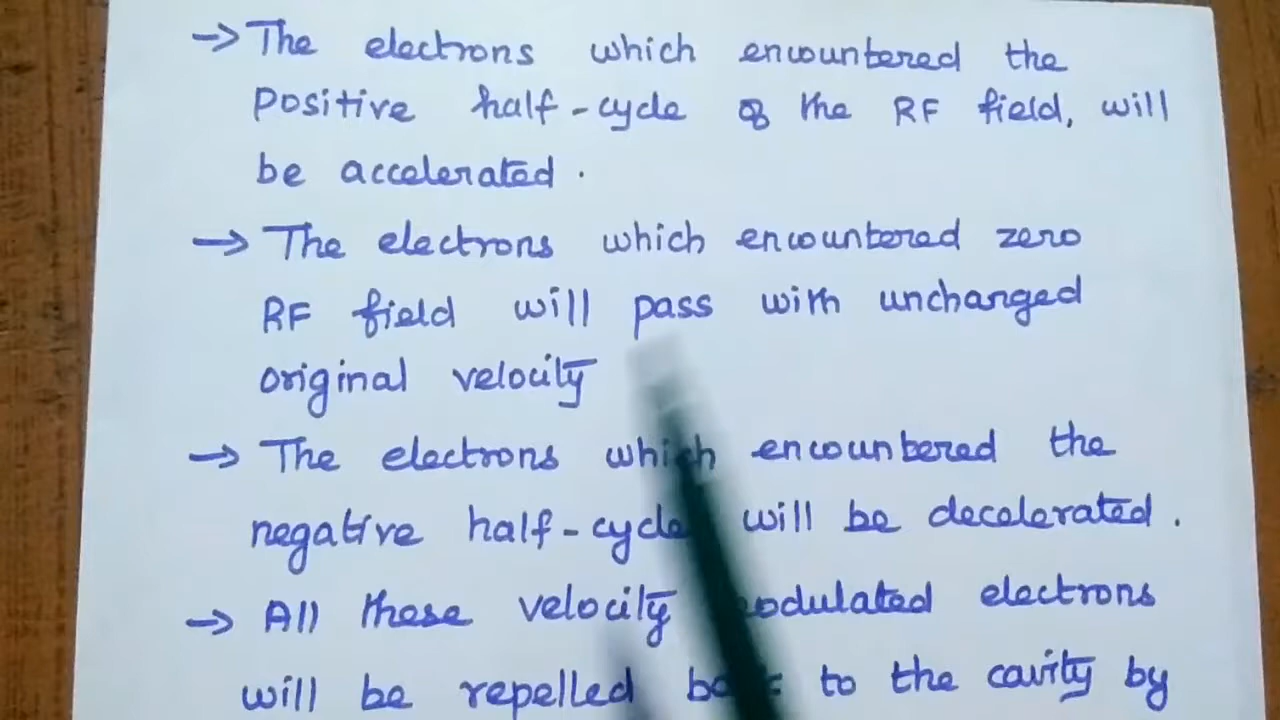 → The electrons which encountered the
positive half-cycle of the RF field, will
be accelerated.
→ The electrons which encountered zero
RF field will pass with unchanged
original velocity
→ The electrons which encountered the
negative half-cycle will be decelerated.
→ All these velocity modulated electrons
will be repelled back to the cavity by